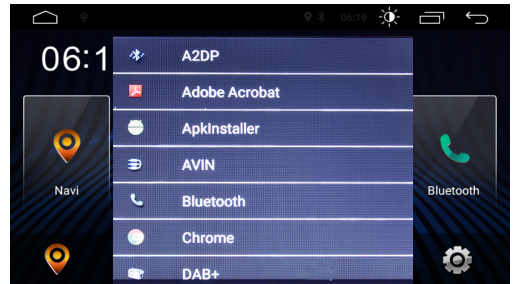 06:19
06:1
A2DP
Adobe Acrobat
ApkInstaller
AVIN
Bluetooth
Chrome
DAB+
Navi
Bluetooth